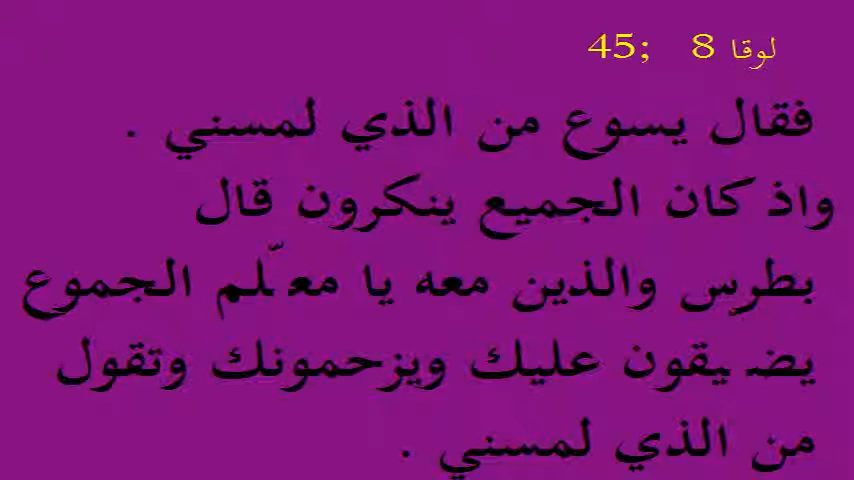 لوقا 8 ;45
فقال يسوع من الذي لمسني .
واذ كان الجميع ينكرون قال
بطرس والذين معه يا معلّم الجموع
يضيقون عليك ويزحمونك وتقول
من الذي لمسني .